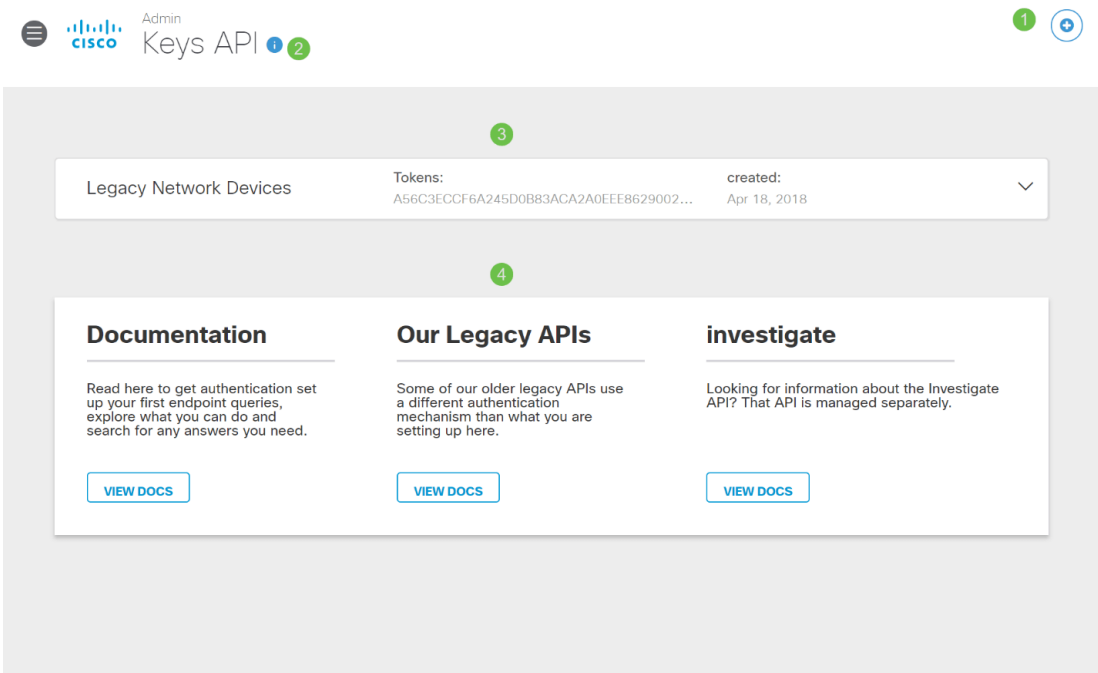 Admin
1
CISCO
Keys API i 2
3
Legacy Network Devices
Tokens:
A56C3ECCF6A245D0B83ACA2A0EEE8629002...
created:
Apr 18, 2018
4
Documentation
Read here to get authentication set
up your first endpoint queries,
explore what you can do and
search for any answers you need.
VIEW DOCS
Our Legacy APIs
Some of our older legacy APIs use
a different authentication
mechanism than what you are
setting up here.
VIEW DOCS
investigate
Looking for information about the Investigate
API? That API is managed separately.
VIEW DOCS